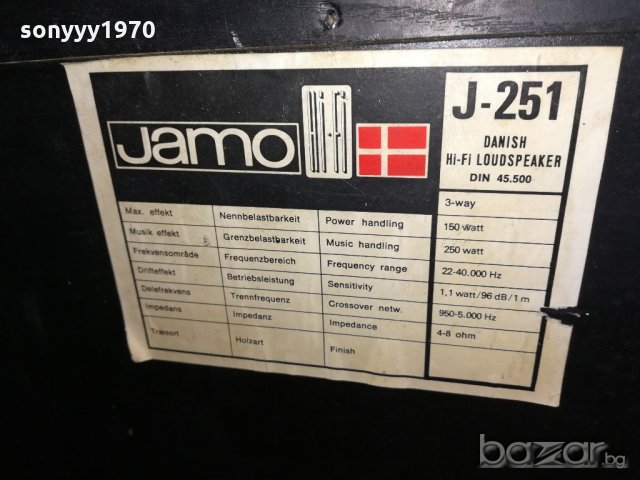 sonyyy1970
Jamo
Hi-Fi
J-251
DANISH
Hi-Fi LOUDSPEAKER
DIN 45.500
3-way
Max. effekt Nennbelastbarkeit Power handling 150 watt
Musik effekt Grenzbelastbarkeit Music handling 250 watt
Frekvensområde Frequenzbereich Frequency range 22-40.000 Hz
Drifteffekt Betriebsleistung Sensitivity 1,1 watt/96 dB/1 m
Delefrekvens Trennfrequenz Crossover netw. 950-5.000 Hz
Impedans Impedanz Impedance 4-8 ohm
Træsort Holzart Finish
bazar.bg